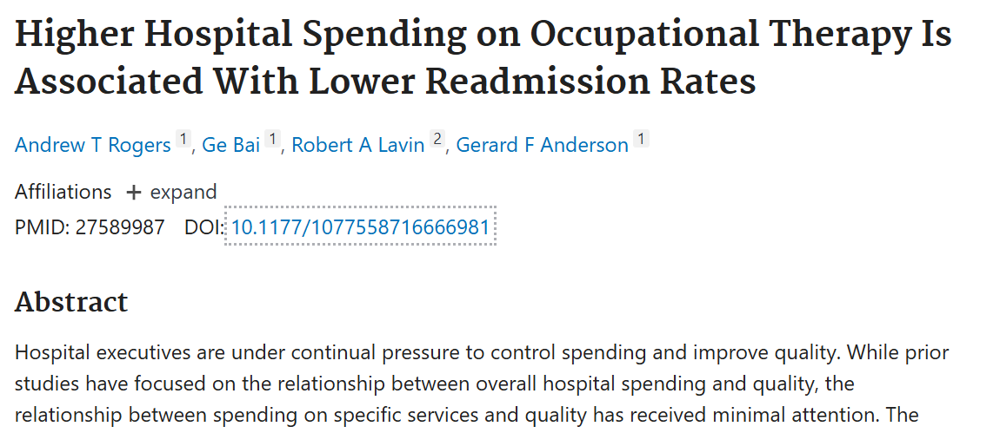 Higher Hospital Spending on Occupational Therapy Is
Associated With Lower Readmission Rates
Andrew T Rogers 1, Ge Bai 1, Robert A Lavin 2, Gerard F Anderson 1
Affiliations + expand
PMID: 27589987 DOI: 10.1177/1077558716666981
Abstract
Hospital executives are under continual pressure to control spending and improve quality. While prior
studies have focused on the relationship between overall hospital spending and quality, the
relationship between spending on specific services and quality has received minimal attention. The